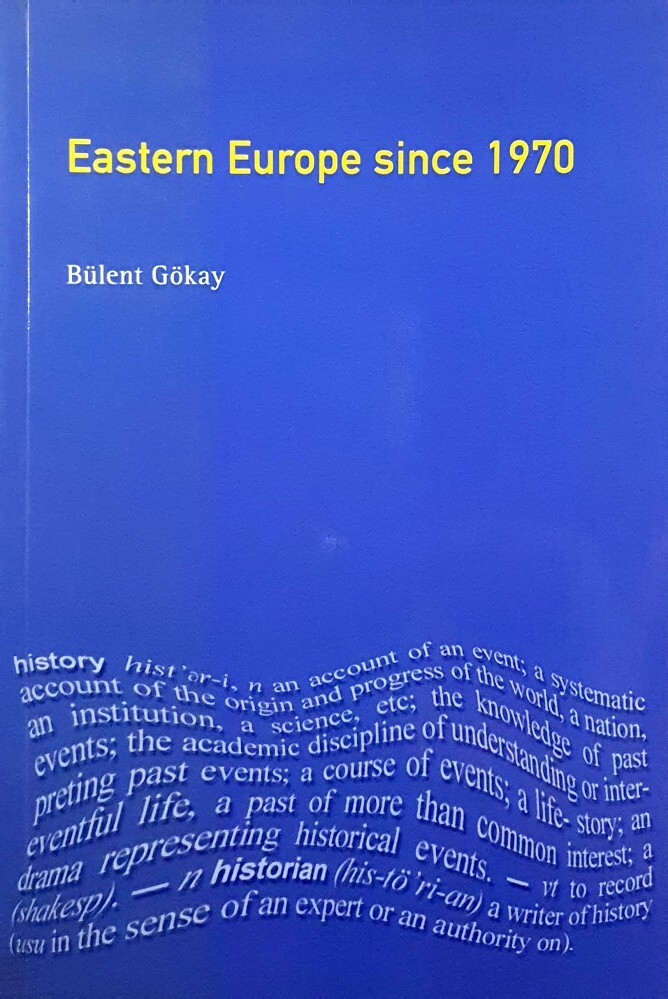 Eastern Europe since 1970
Bülent Gökay
history hist'ər-i, n an account of an event; a systematic
account of the origin and progress of the world, a nation,
an institution, a science, etc; the knowledge of past
events; the academic discipline of understanding or inter-
preting past events; a course of events; a life- story; an
eventful life, a past of more than common interest; a
drama representing historical events. — vt to record
(shakesp). — n historian (his-tö'ri-an) a writer of history
(usu in the sense of an expert or an authority on).